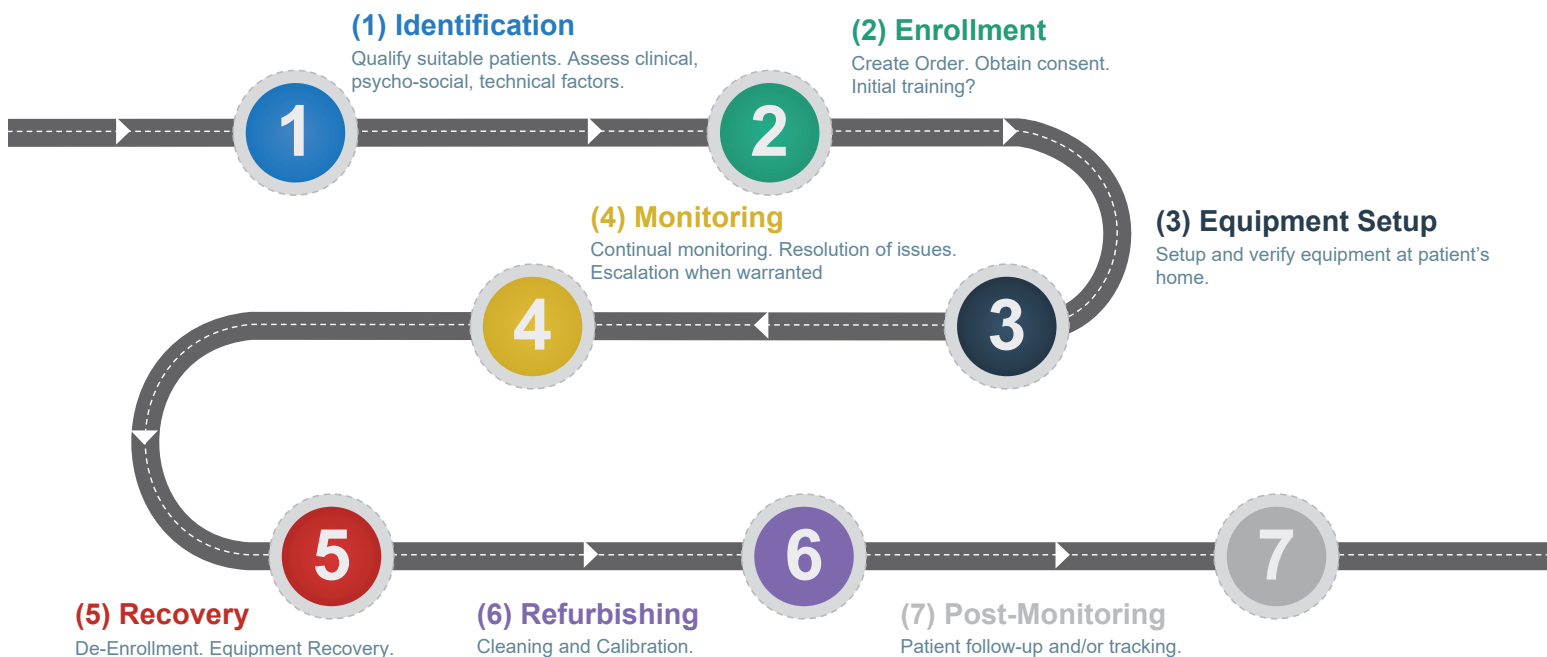 (1) Identification
Qualify suitable patients. Assess clinical,
psycho-social, technical factors.
(2) Enrollment
Create Order. Obtain consent.
Initial training?
1
2
(3) Equipment Setup
Setup and verify equipment at patient’s
home.
(4) Monitoring
Continual monitoring. Resolution of issues.
Escalation when warranted
4
3
5
6
7
(5) Recovery
De-Enrollment. Equipment Recovery.
(6) Refurbishing
Cleaning and Calibration.
(7) Post-Monitoring
Patient follow-up and/or tracking.